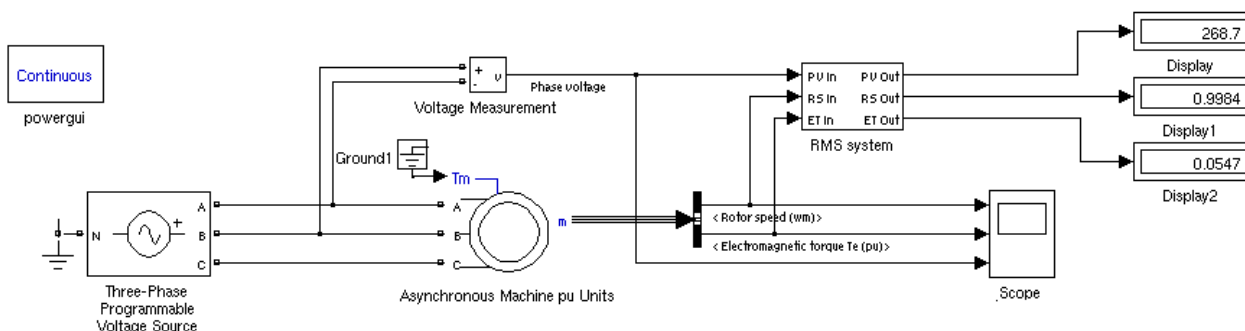 Continuous
powergui
+
-
v
Voltage Measurement
Phase voltage
PV In PV Out
RS In RS Out
ET In ET Out
RMS system
268.7
Display
0.9984
Display1
0.0547
Display2
Ground1
Tm
N
+
A
B
C
Three-Phase
Programmable
Voltage Source
A
B
C
m
Asynchronous Machine pu Units
< Rotor speed (wm)>
< Electromagnetic torque Te (pu)>
Scope